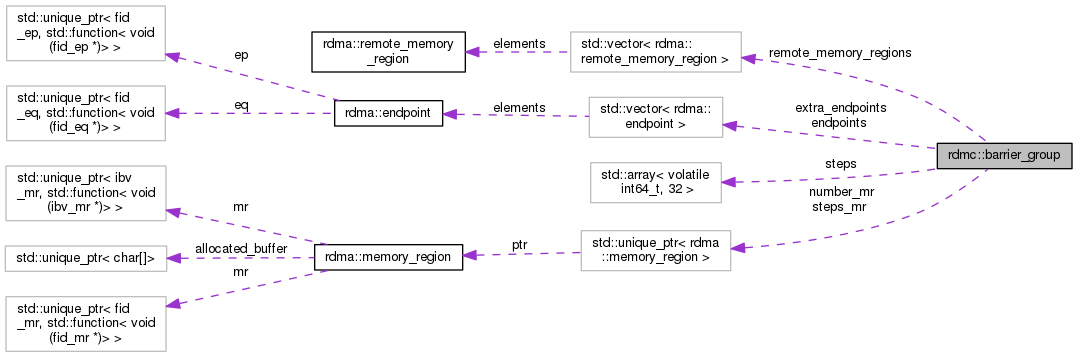 std::unique_ptr< fid
_ep, std::function< void
(fid_ep *)> >
ep
std::unique_ptr< fid
_eq, std::function< void
(fid_eq *)> >
eq
rdma::endpoint
rdma::remote_memory
_region
elements
std::vector< rdma::
remote_memory_region >
remote_memory_regions
elements
std::vector< rdma::
endpoint >
extra_endpoints
endpoints
rdmc::barrier_group
std::array< volatile
int64_t, 32 >
steps
number_mr
steps_mr
std::unique_ptr< ibv
_mr, std::function< void
(ibv_mr *)> >
mr
std::unique_ptr< char[]>
allocated_buffer
rdma::memory_region
ptr
std::unique_ptr< rdma
::memory_region >
mr
std::unique_ptr< fid
_mr, std::function< void
(fid_mr *)> >